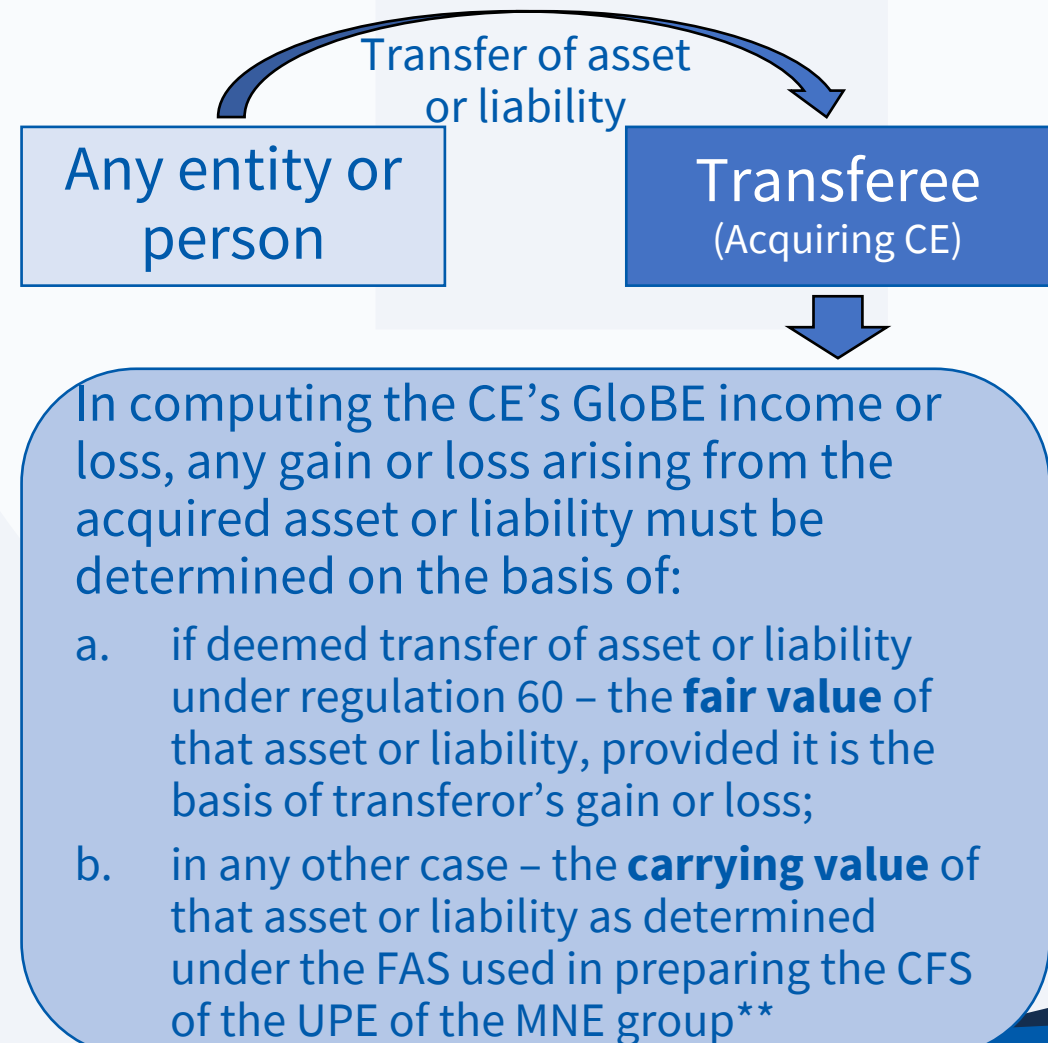 Transfer of asset
or liability
Any entity or
person
Transferee
(Acquiring CE)
In computing the CE’s GloBE income or
loss, any gain or loss arising from the
acquired asset or liability must be
determined on the basis of:
a. if deemed transfer of asset or liability
under regulation 60 – the fair value of
that asset or liability, provided it is the
basis of transferor’s gain or loss;
b. in any other case – the carrying value of
that asset or liability as determined
under the FAS used in preparing the CFS
of the UPE of the MNE group**